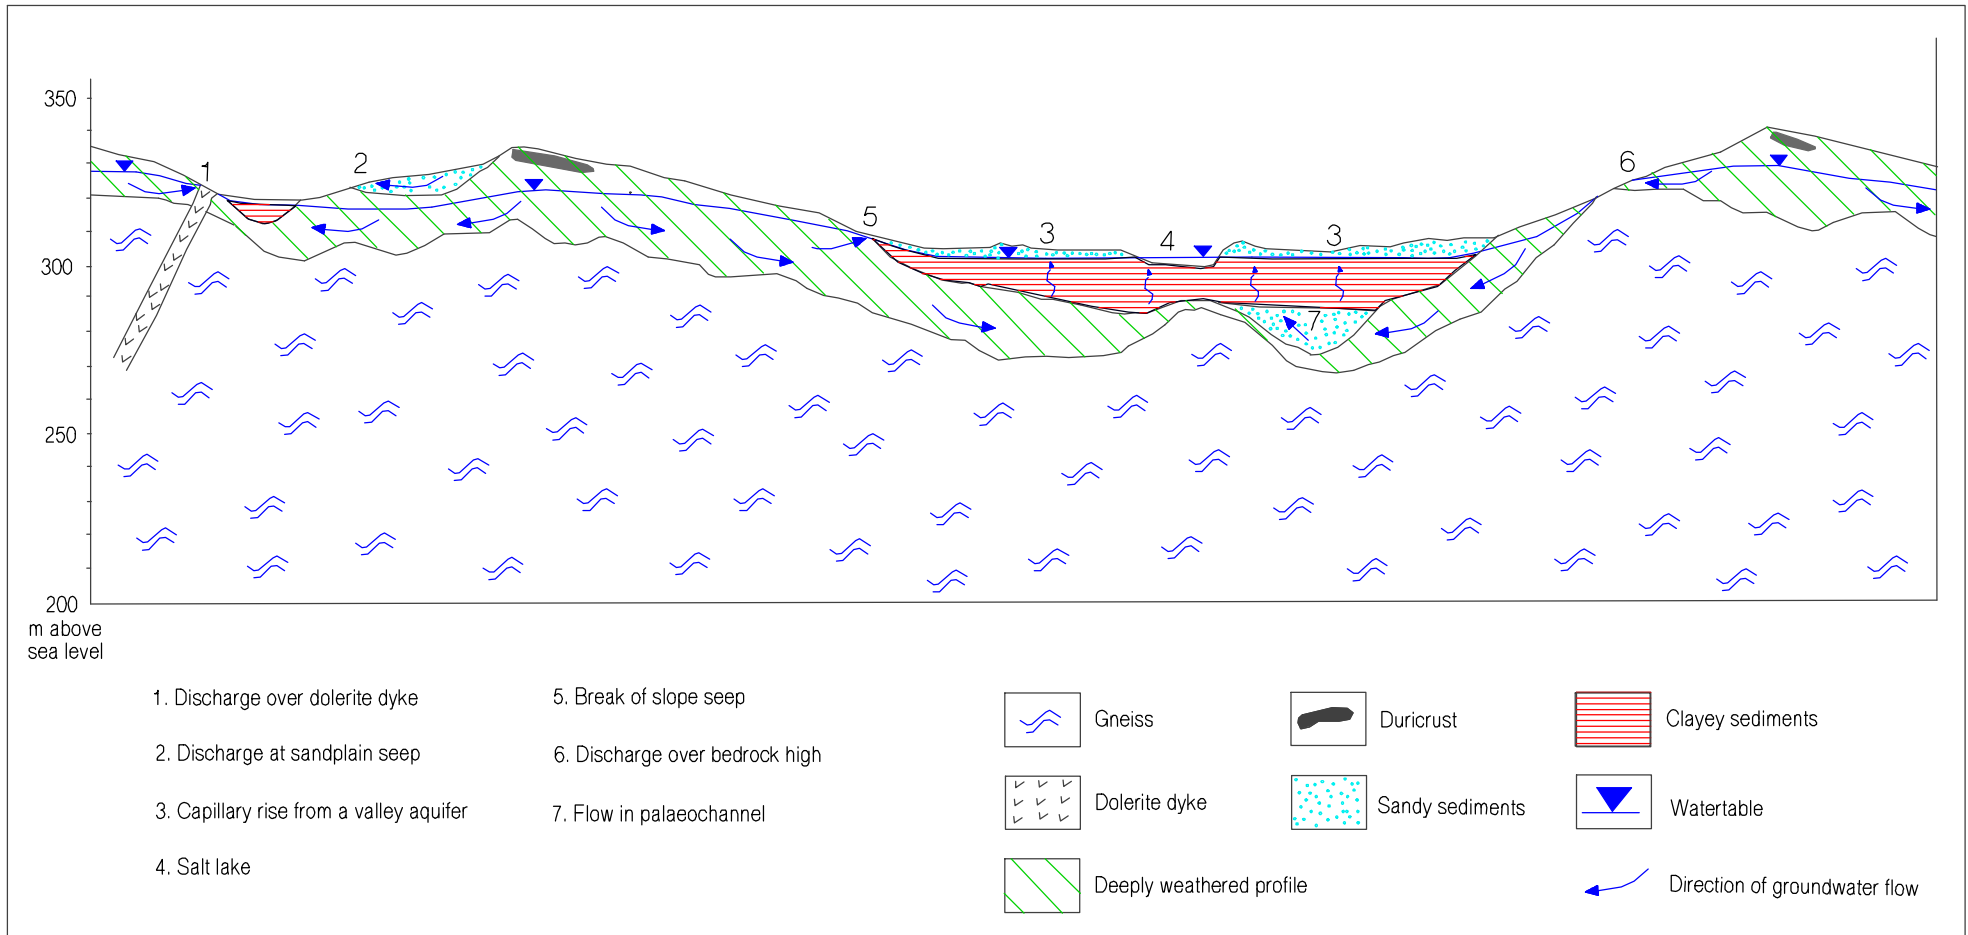 350
300
250
200
m above
sea level
1
2
5
3
4
3
7
6
1. Discharge over dolerite dyke
2. Discharge at sandplain seep
3. Capillary rise from a valley aquifer
4. Salt lake
5. Break of slope seep
6. Discharge over bedrock high
7. Flow in palaeochannel
Gneiss
Dolerite dyke
Deeply weathered profile
Duricrust
Sandy sediments
Clayey sediments
Watertable
Direction of groundwater flow